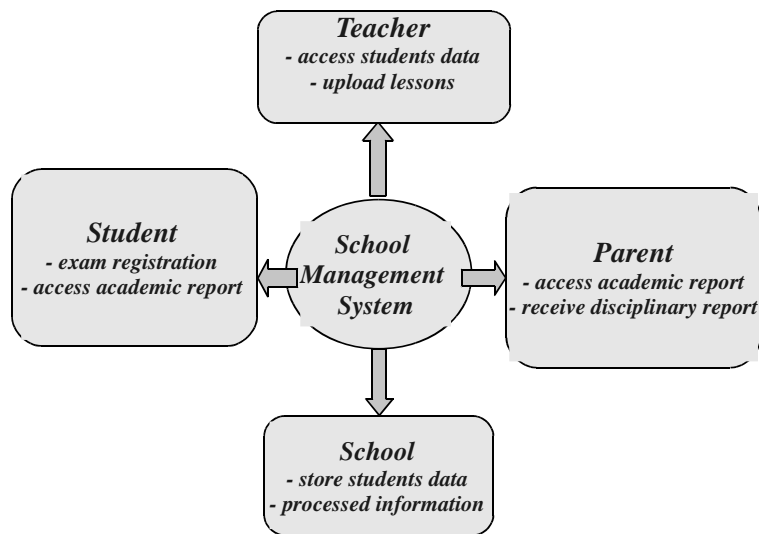 Teacher
- access students data
- upload lessons
Student
- exam registration
- access academic report
School
Management
System
Parent
- access academic report
- receive disciplinary report
School
- store students data
- processed information